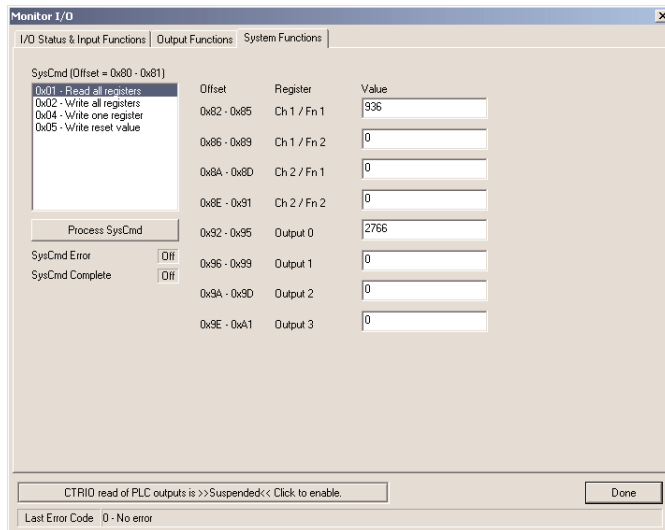 Monitor I/O
I/O Status & Input Functions Output Functions System Functions
SysCmd (Offset = 0x80 - 0x81)
0x01 - Read all registers
0x02 - Write all registers
0x04 - Write one register
0x05 - Write reset value
Process SysCmd
SysCmd Error Off
SysCmd Complete Off
Offset Register Value
0x82 - 0x85 Ch 1 / Fn 1 936
0x86 - 0x89 Ch 1 / Fn 2 0
0x8A - 0x8D Ch 2 / Fn 1 0
0x8E - 0x91 Ch 2 / Fn 2 0
0x92 - 0x95 Output 0 2766
0x96 - 0x99 Output 1 0
0x9A - 0x9D Output 2 0
0x9E - 0xA1 Output 3 0
CTRIO read of PLC outputs is >>Suspended<< Click to enable.
Done
Last Error Code 0 - No error